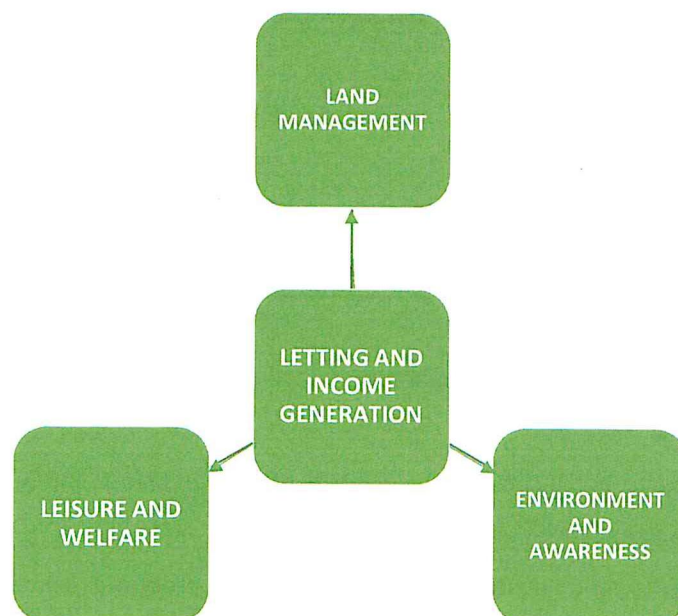 LAND
MANAGEMENT
LETTING AND
INCOME
GENERATION
LEISURE AND
WELFARE
ENVIRONMENT
AND
AWARENESS